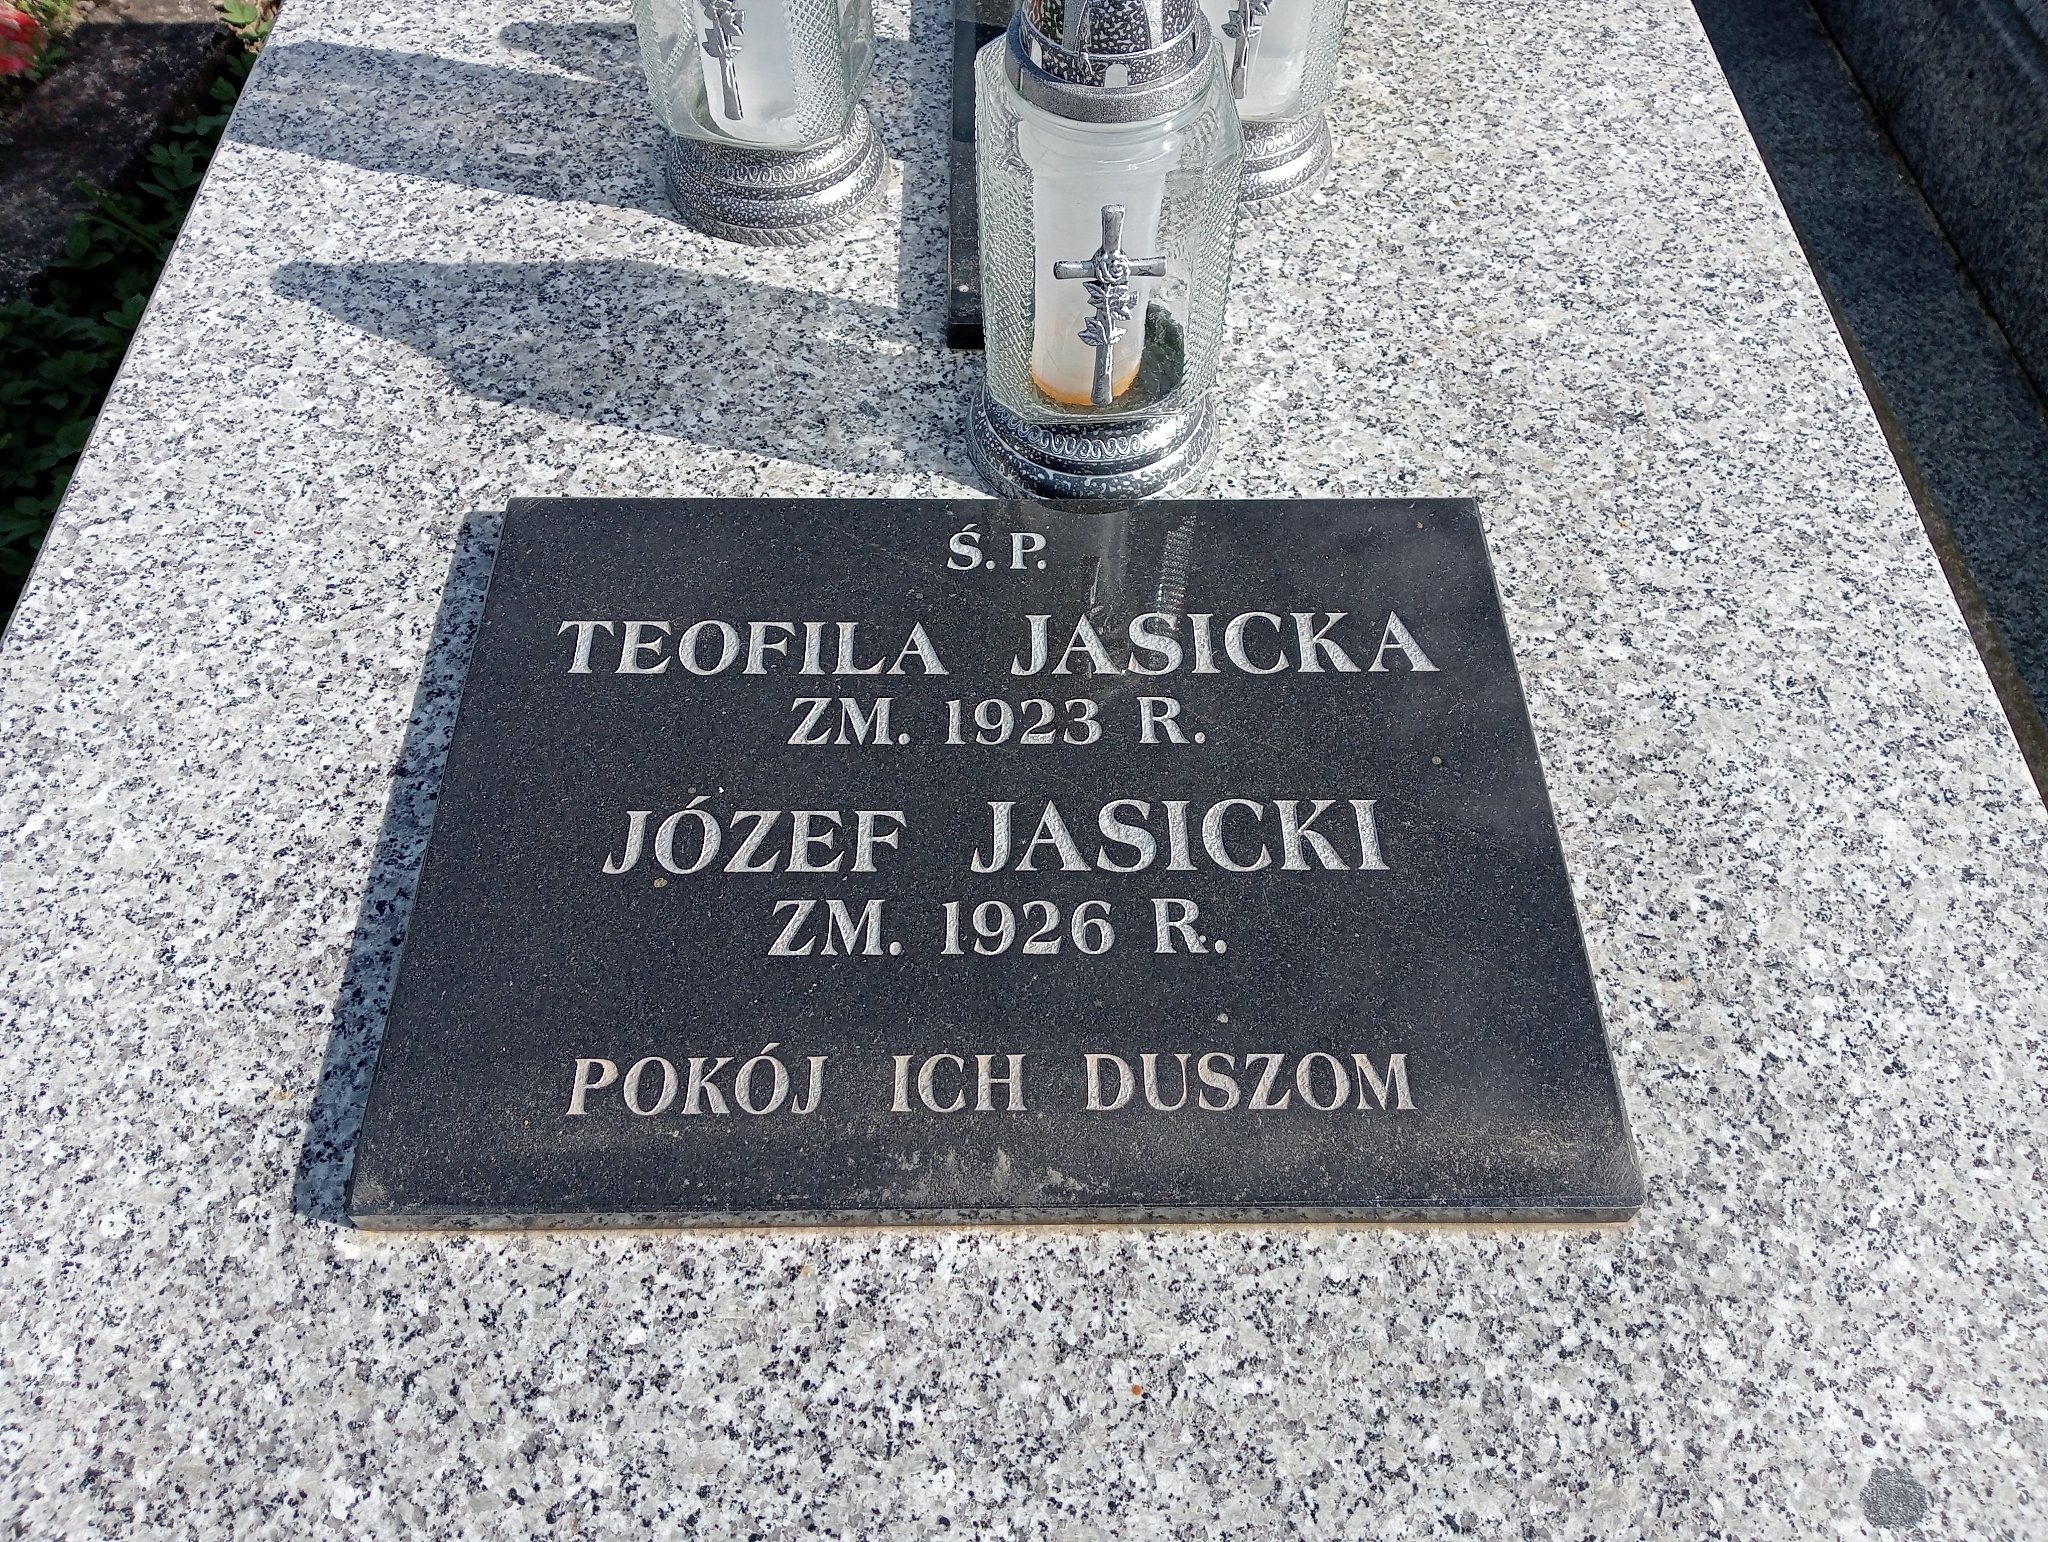 Ś.P.
TEOFILA JASICKA
ZM. 1923 R.
JÓZEF JASICKI
ZM. 1926 R.
POKÓJ ICH DUSZOM